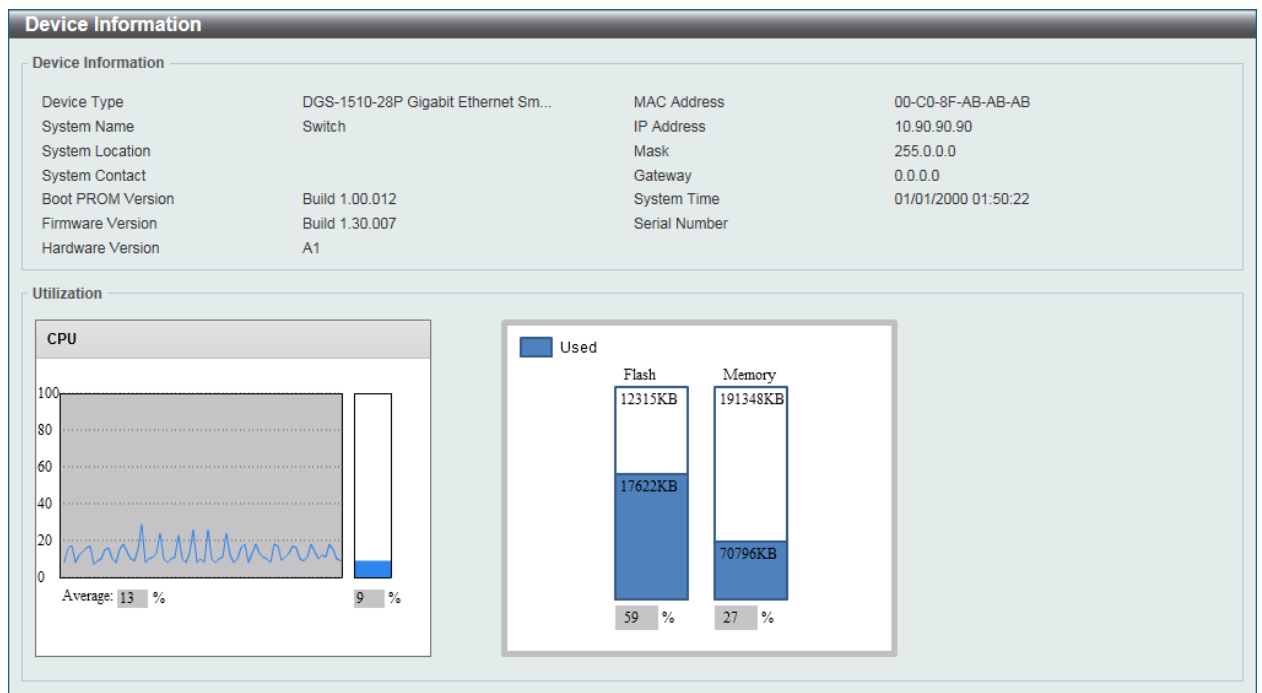 Device Information
Device Information
Device Type DGS-1510-28P Gigabit Ethernet Sm... MAC Address 00-C0-8F-AB-AB-AB
System Name Switch IP Address 10.90.90.90
System Location Mask 255.0.0.0
System Contact Gateway 0.0.0.0
Boot PROM Version Build 1.00.012 System Time 01/01/2000 01:50:22
Firmware Version Build 1.30.007 Serial Number
Hardware Version A1
Utilization
CPU
100
80
60
40
20
0
Average: 13 % 9 %
Used
Flash Memory
12315KB 191348KB
17622KB
70796KB
59 % 27 %